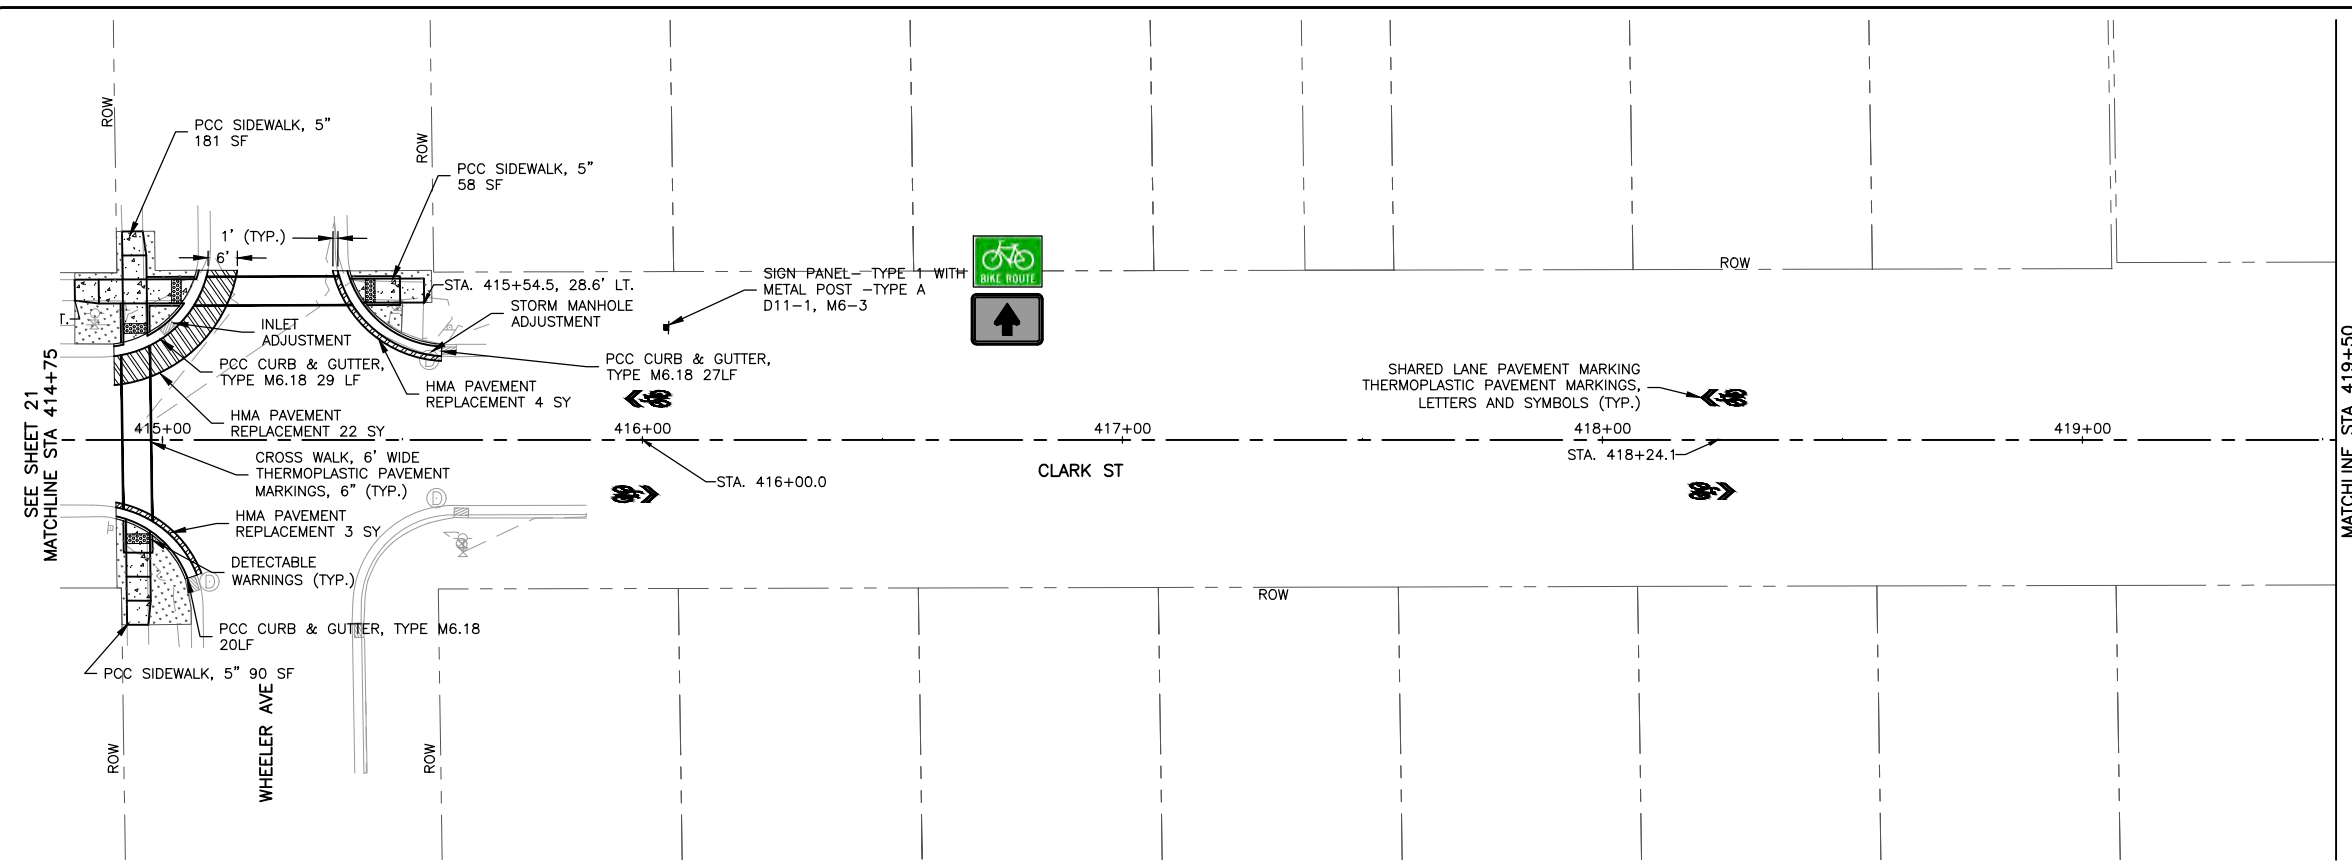 ROW
PCC SIDEWALK, 5"
181 SF
ROW
PCC SIDEWALK, 5"
58 SF
1' (TYP.)
6'
STA. 415+54.5, 28.6' LT.
STORM MANHOLE
ADJUSTMENT
SIGN PANEL- TYPE 1 WITH
METAL POST -TYPE A
D11-1, M6-3
BIKE ROUTE
ROW
T.
INLET
ADJUSTMENT
PCC CURB & GUTTER,
TYPE M6.18 29 LF
PCC CURB & GUTTER,
TYPE M6.18 27LF
HMA PAVEMENT
REPLACEMENT 4 SY
HMA PAVEMENT
REPLACEMENT 22 SY
SHARED LANE PAVEMENT MARKING
THERMOPLASTIC PAVEMENT MARKINGS,
LETTERS AND SYMBOLS (TYP.)
SEE SHEET 21
MATCHLINE STA 414+75
415+00
416+00
417+00
418+00
419+00
MATCHLINE STA 419+50
CROSS WALK, 6' WIDE
THERMOPLASTIC PAVEMENT
MARKINGS, 6" (TYP.)
STA. 416+00.0
CLARK ST
STA. 418+24.1
D
D
HMA PAVEMENT
REPLACEMENT 3 SY
DETECTABLE
WARNINGS (TYP.)
D
ROW
PCC CURB & GUTTER, TYPE M6.18
20LF
PCC SIDEWALK, 5" 90 SF
WHEELER AVE
ROW
ROW